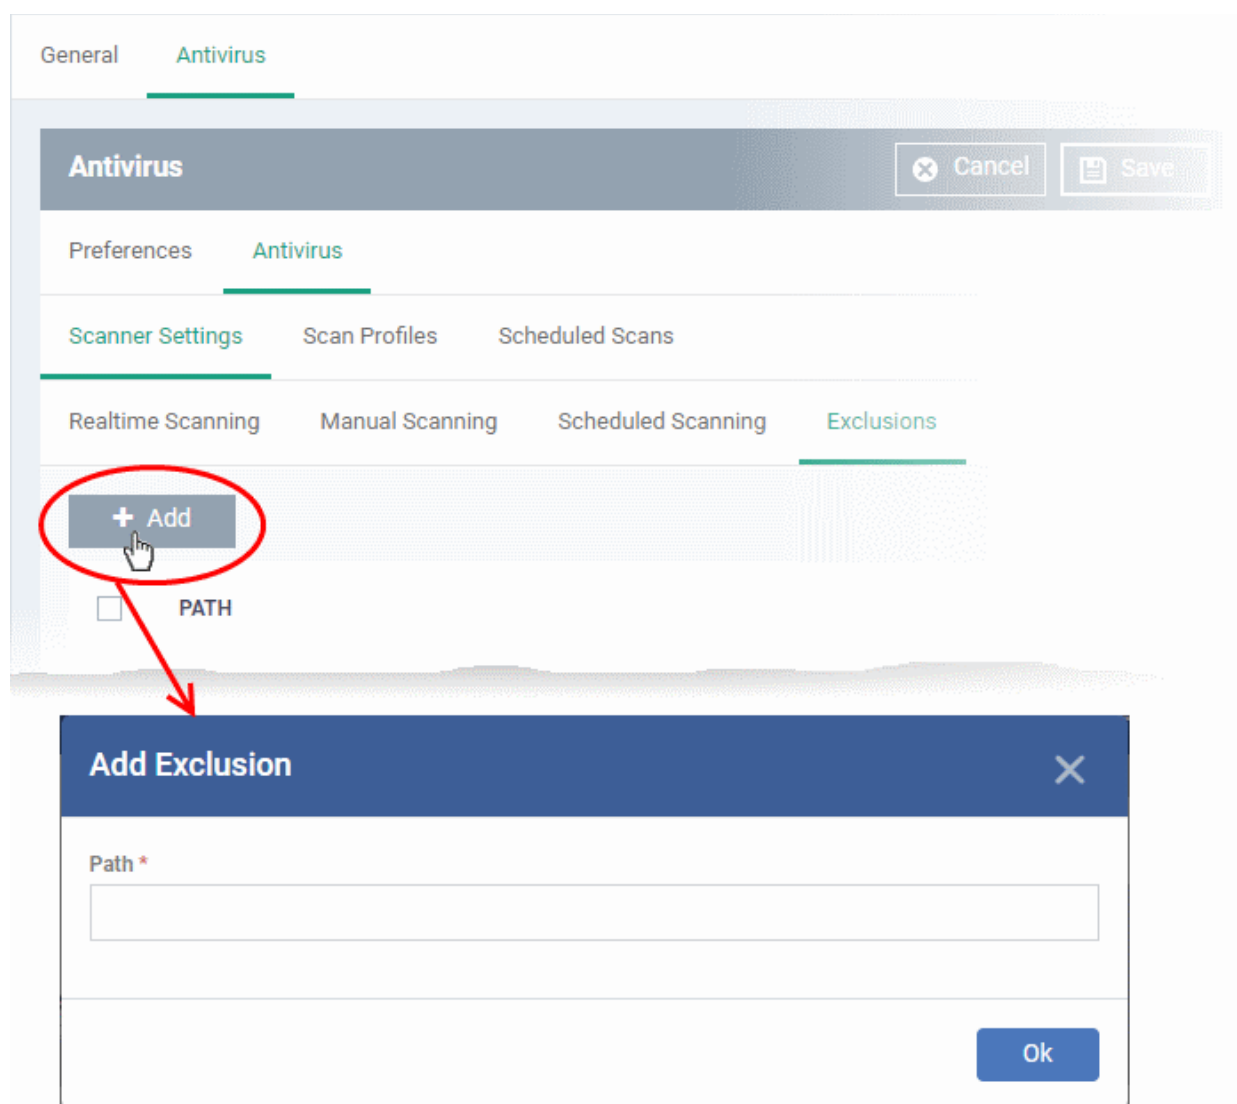 General Antivirus
Antivirus Cancel Save
Preferences Antivirus
Scanner Settings Scan Profiles Scheduled Scans
Realtime Scanning Manual Scanning Scheduled Scanning Exclusions
+ Add
PATH
Add Exclusion
Path *
Ok